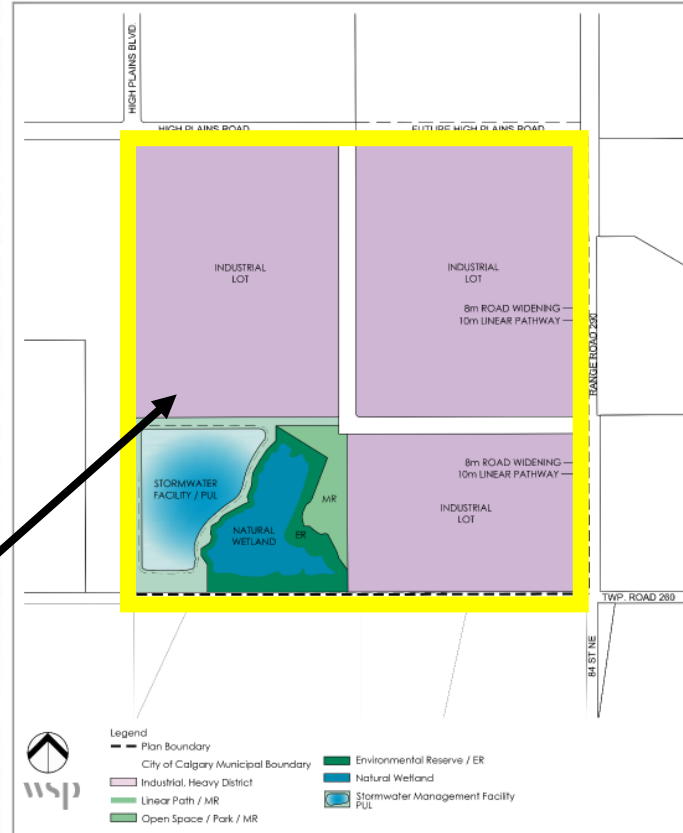 HIGH PLAINS BLVD.
HIGH PLAINS ROAD
FUTURE HIGH PLAINS ROAD
INDUSTRIAL
LOT
INDUSTRIAL
LOT
8m ROAD WIDENING
10m LINEAR PATHWAY
RANGE ROAD 290
STORMWATER
FACILITY / PUL
MR
NATURAL
WETLAND
ER
8m ROAD WIDENING
10m LINEAR PATHWAY
INDUSTRIAL
LOT
TWP. ROAD 260
84 ST NE
wsp
Legend
Plan Boundary
City of Calgary Municipal Boundary
Industrial, Heavy District
Linear Path / MR
Open Space / Park / MR
Environmental Reserve / ER
Natural Wetland
Stormwater Management Facility
PUL